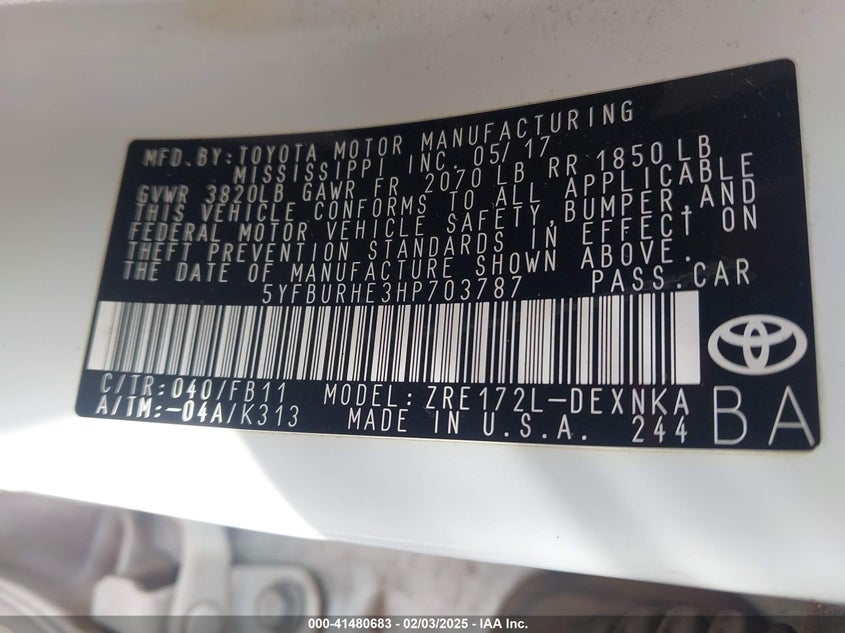 MFD. BY: TOYOTA MOTOR MANUFACTURING
MISSISSIPPI INC. 05/17
GVWR 3820LB GAWR FR 2070 LB RR 1850 LB
THIS VEHICLE CONFORMS TO ALL APPLICABLE
FEDERAL MOTOR VEHICLE SAFETY, BUMPER, AND
THEFT PREVENTION STANDARDS IN EFFECT ON
THE DATE OF MANUFACTURE SHOWN ABOVE.
5YFBURHE3HP703787 PASS. CAR
C/TR: 040/FB11 MODEL: ZRE172L-DEXNKA
A/TM: -04A/K313 MADE IN U.S.A. 244
BA
000-41480683 - 02/03/2025 - IAA Inc.